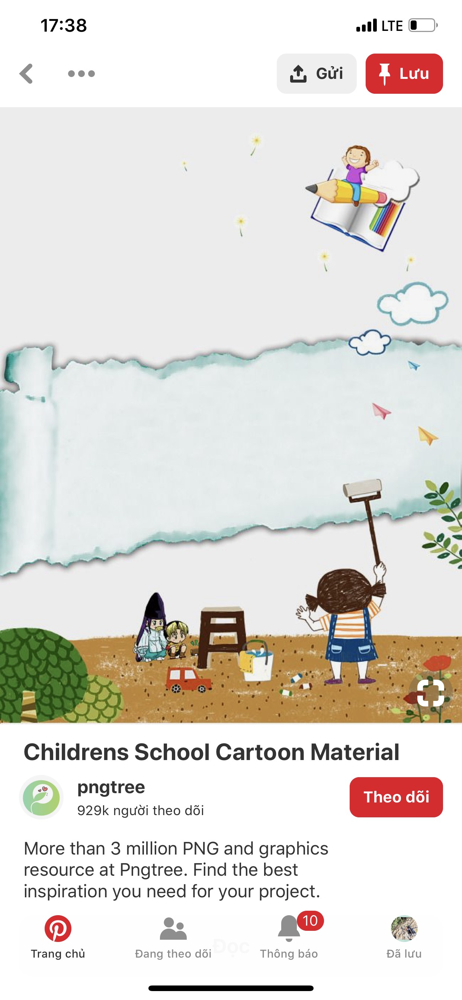 17:38
LTE
Gửi
Lưu
Childrens School Cartoon Material
pngtree
929k người theo dõi
Theo dõi
More than 3 million PNG and graphics
resource at Pngtree. Find the best
inspiration you need for your project.
10
Đọc
Trang chủ
Đang theo dõi
Thông báo
Đã lưu